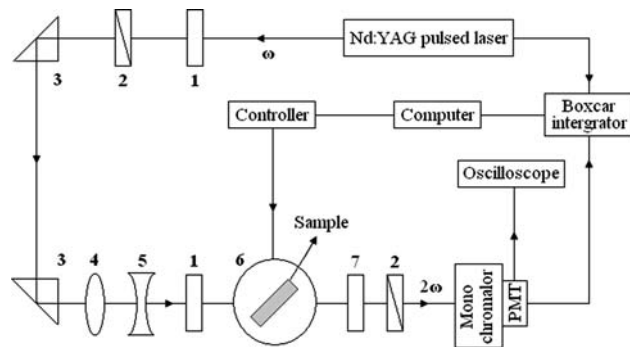 Nd:YAG pulsed laser
ω
3
2
1
Boxcar
intergrator
Controller
Computer
Oscilloscope
Sample
3
4
5
1
6
7
2
2ω
Mono
chromalor
PMT